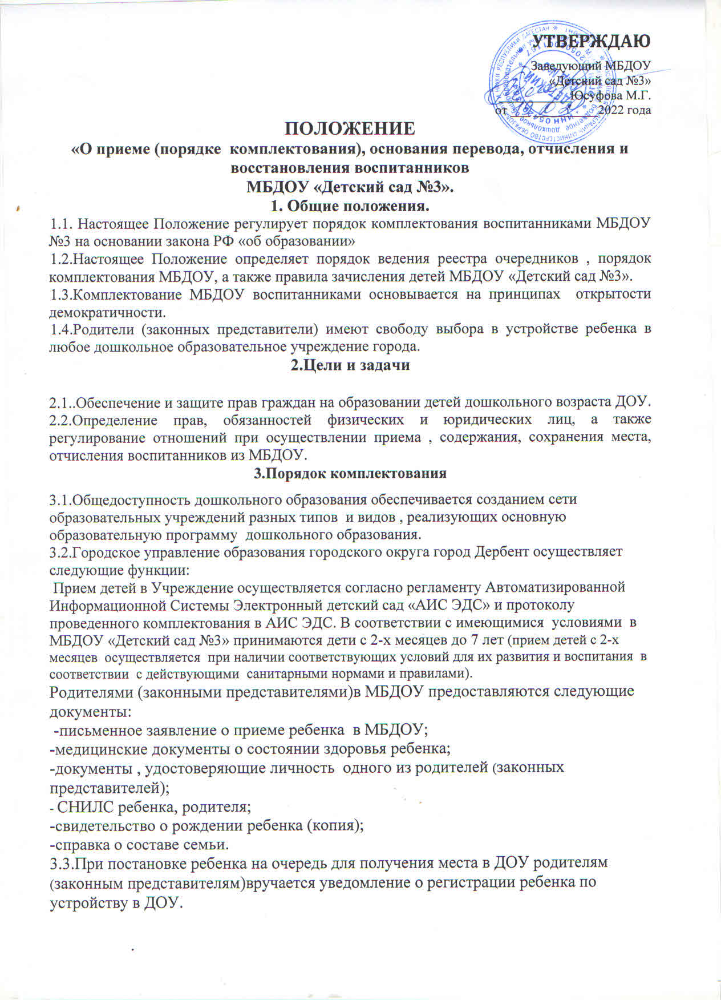 УТВЕРЖДАЮ
Заведующий МБДОУ
«Детский сад №3»
Юсуфова М.Г.
от 2022 года
ПОЛОЖЕНИЕ
«О приеме (порядке комплектования), основания перевода, отчисления и
восстановления воспитанников
МБДОУ «Детский сад №3».
1. Общие положения.
1.1. Настоящее Положение регулирует порядок комплектования воспитанниками МБДОУ
№3 на основании закона РФ «об образовании»
1.2.Настоящее Положение определяет порядок ведения реестра очередников , порядок
комплектования МБДОУ, а также правила зачисления детей МБДОУ «Детский сад №3».
1.3.Комплектование МБДОУ воспитанниками основывается на принципах открытости
демократичности.
1.4.Родители (законных представители) имеют свободу выбора в устройстве ребенка в
любое дошкольное образовательное учреждение города.
2.Цели и задачи
2.1..Обеспечение и защите прав граждан на образовании детей дошкольного возраста ДОУ.
2.2.Определение прав, обязанностей физических и юридических лиц, а также
регулирование отношений при осуществлении приема , содержания, сохранения места,
отчисления воспитанников из МБДОУ.
3.Порядок комплектования
3.1.Общедоступность дошкольного образования обеспечивается созданием сети
образовательных учреждений разных типов и видов , реализующих основную
образовательную программу дошкольного образования.
3.2.Городское управление образования городского округа город Дербент осуществляет
следующие функции:
Прием детей в Учреждение осуществляется согласно регламенту Автоматизированной
Информационной Системы Электронный детский сад «АИС ЭДС» и протоколу
проведенного комплектования в АИС ЭДС. В соответствии с имеющимися условиями в
МБДОУ «Детский сад №3» принимаются дети с 2-х месяцев до 7 лет (прием детей с 2-х
месяцев осуществляется при наличии соответствующих условий для их развития и воспитания в
соответствии с действующими санитарными нормами и правилами).
Родителями (законными представителями)в МБДОУ предоставляются следующие
документы:
-письменное заявление о приеме ребенка в МБДОУ;
-медицинские документы о состоянии здоровья ребенка;
-документы , удостоверяющие личность одного из родителей (законных
представителей);
- СНИЛС ребенка, родителя;
-свидетельство о рождении ребенка (копия);
-справка о составе семьи.
3.3.При постановке ребенка на очередь для получения места в ДОУ родителям
(законным представителям)вручается уведомление о регистрации ребенка по
устройству в ДОУ.